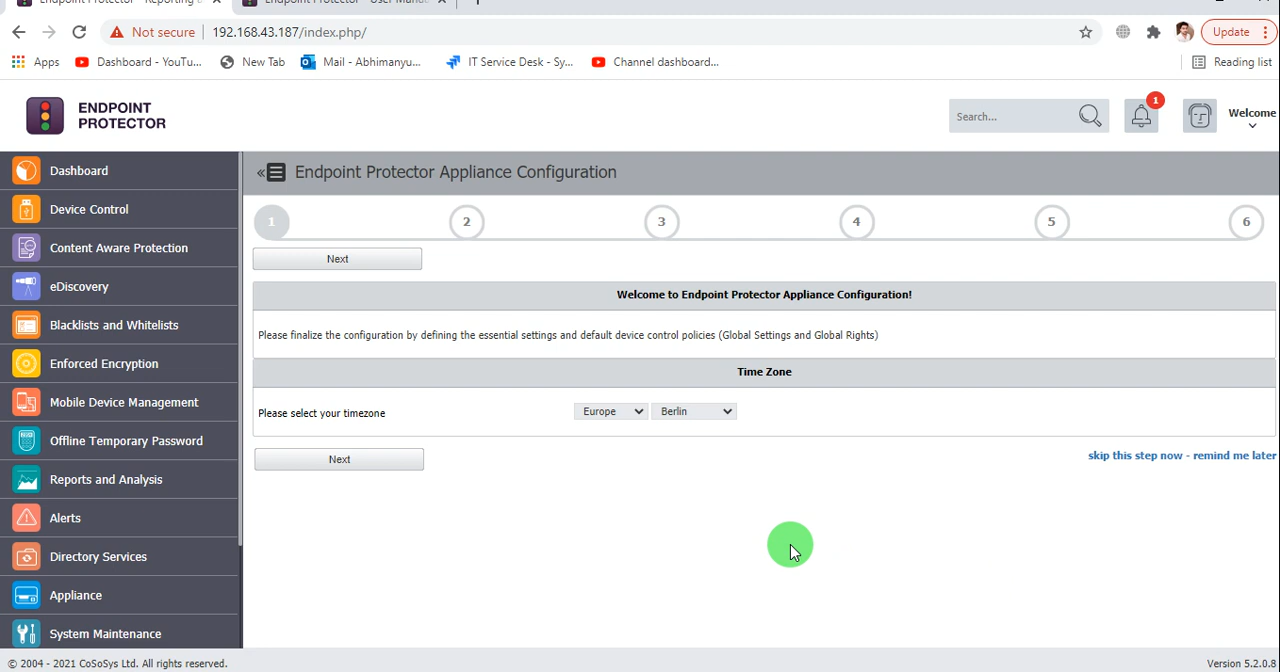 Endpoint Protector - Reporting
Endpoint Protector - User Mana
Not secure
192.168.43.187/index.php/
Update
Apps
Dashboard - YouTu...
New Tab
Mail - Abhimanyu...
IT Service Desk - Sy...
Channel dashboard...
Reading list
ENDPOINT
PROTECTOR
Search...
1
Welcome
Dashboard
Device Control
Content Aware Protection
eDiscovery
Blacklists and Whitelists
Enforced Encryption
Mobile Device Management
Offline Temporary Password
Reports and Analysis
Alerts
Directory Services
Appliance
System Maintenance
Endpoint Protector Appliance Configuration
1 2 3 4 5 6
Next
Welcome to Endpoint Protector Appliance Configuration!
Please finalize the configuration by defining the essential settings and default device control policies (Global Settings and Global Rights)
Time Zone
Please select your timezone
Europe
Berlin
Next
skip this step now - remind me later
© 2004 - 2021 CoSoSys Ltd. All rights reserved.
Version 5.2.0.8